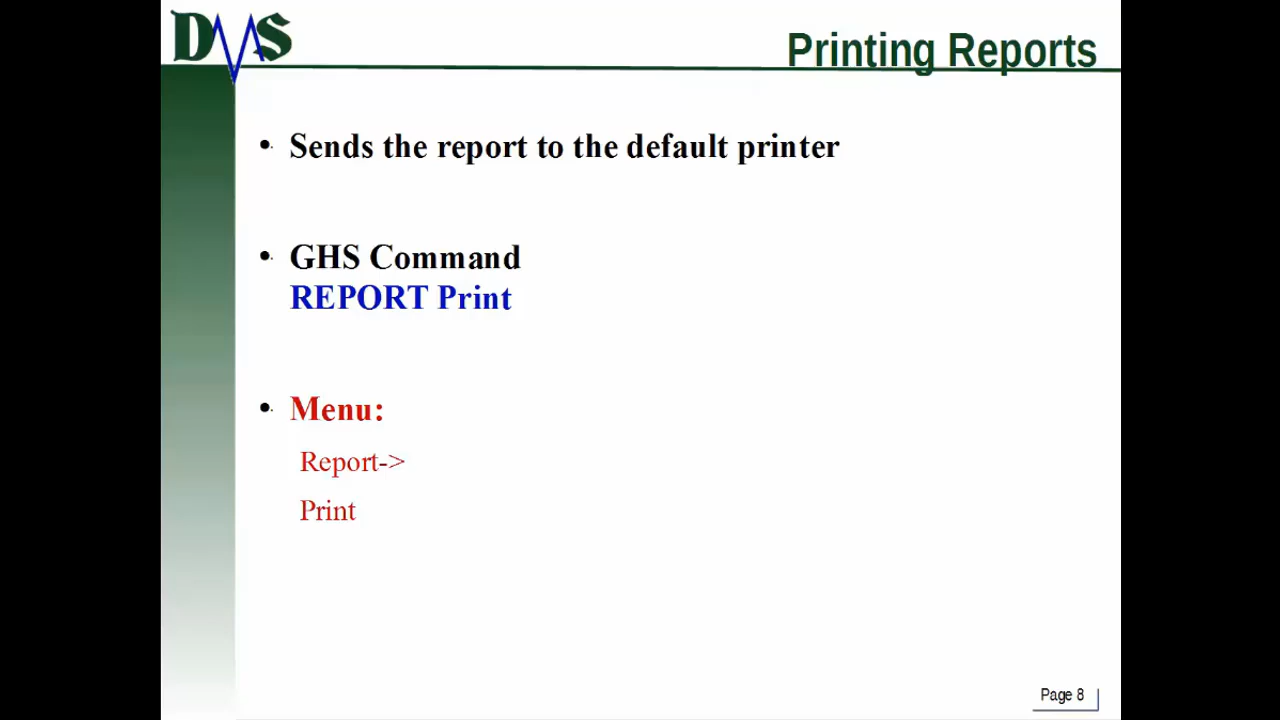 DMS
Printing Reports
• Sends the report to the default printer
• GHS Command
REPORT Print
• Menu:
Report->
Print
Page 8